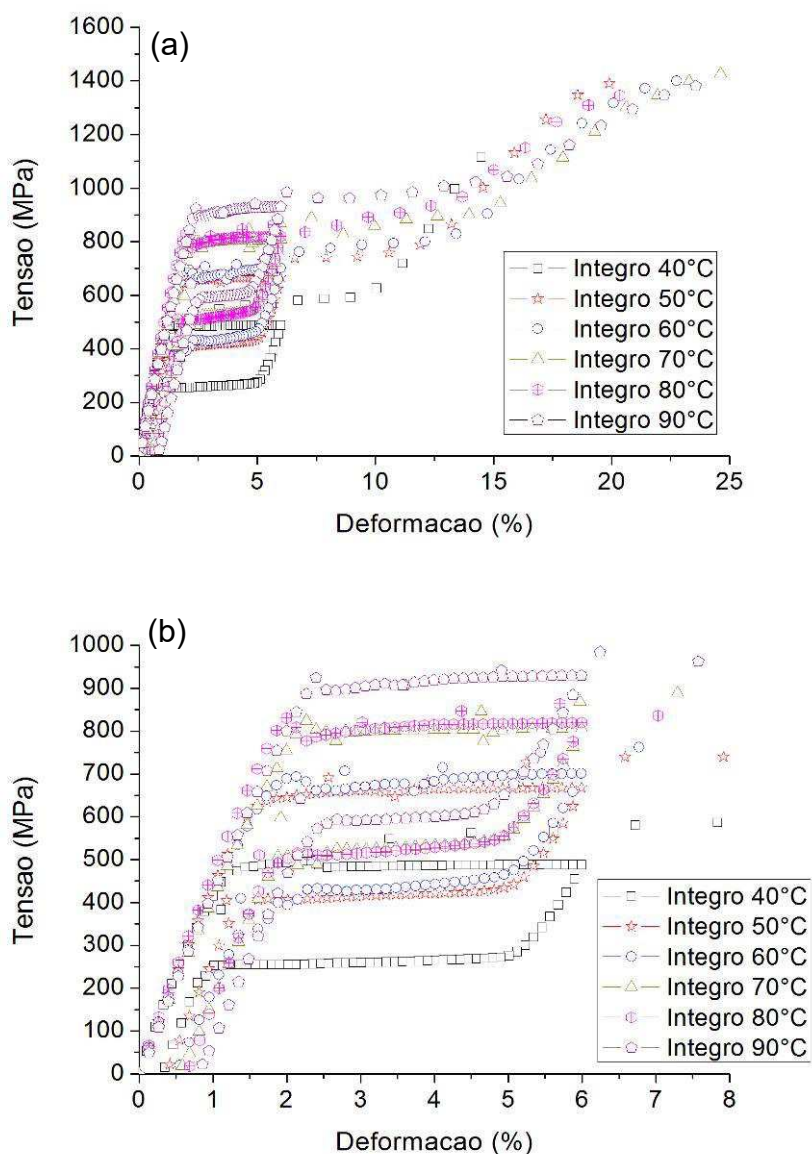 (a)
1600
1400
1200
1000
800
600
400
200
0
Tensao (MPa)
Integro 40°C
Integro 50°C
Integro 60°C
Integro 70°C
Integro 80°C
Integro 90°C
0 5 10 15 20 25
Deformacao (%)
(b)
1000
900
800
700
600
500
400
300
200
100
0
Tensao (MPa)
Integro 40°C
Integro 50°C
Integro 60°C
Integro 70°C
Integro 80°C
Integro 90°C
0 1 2 3 4 5 6 7 8
Deformacao (%)